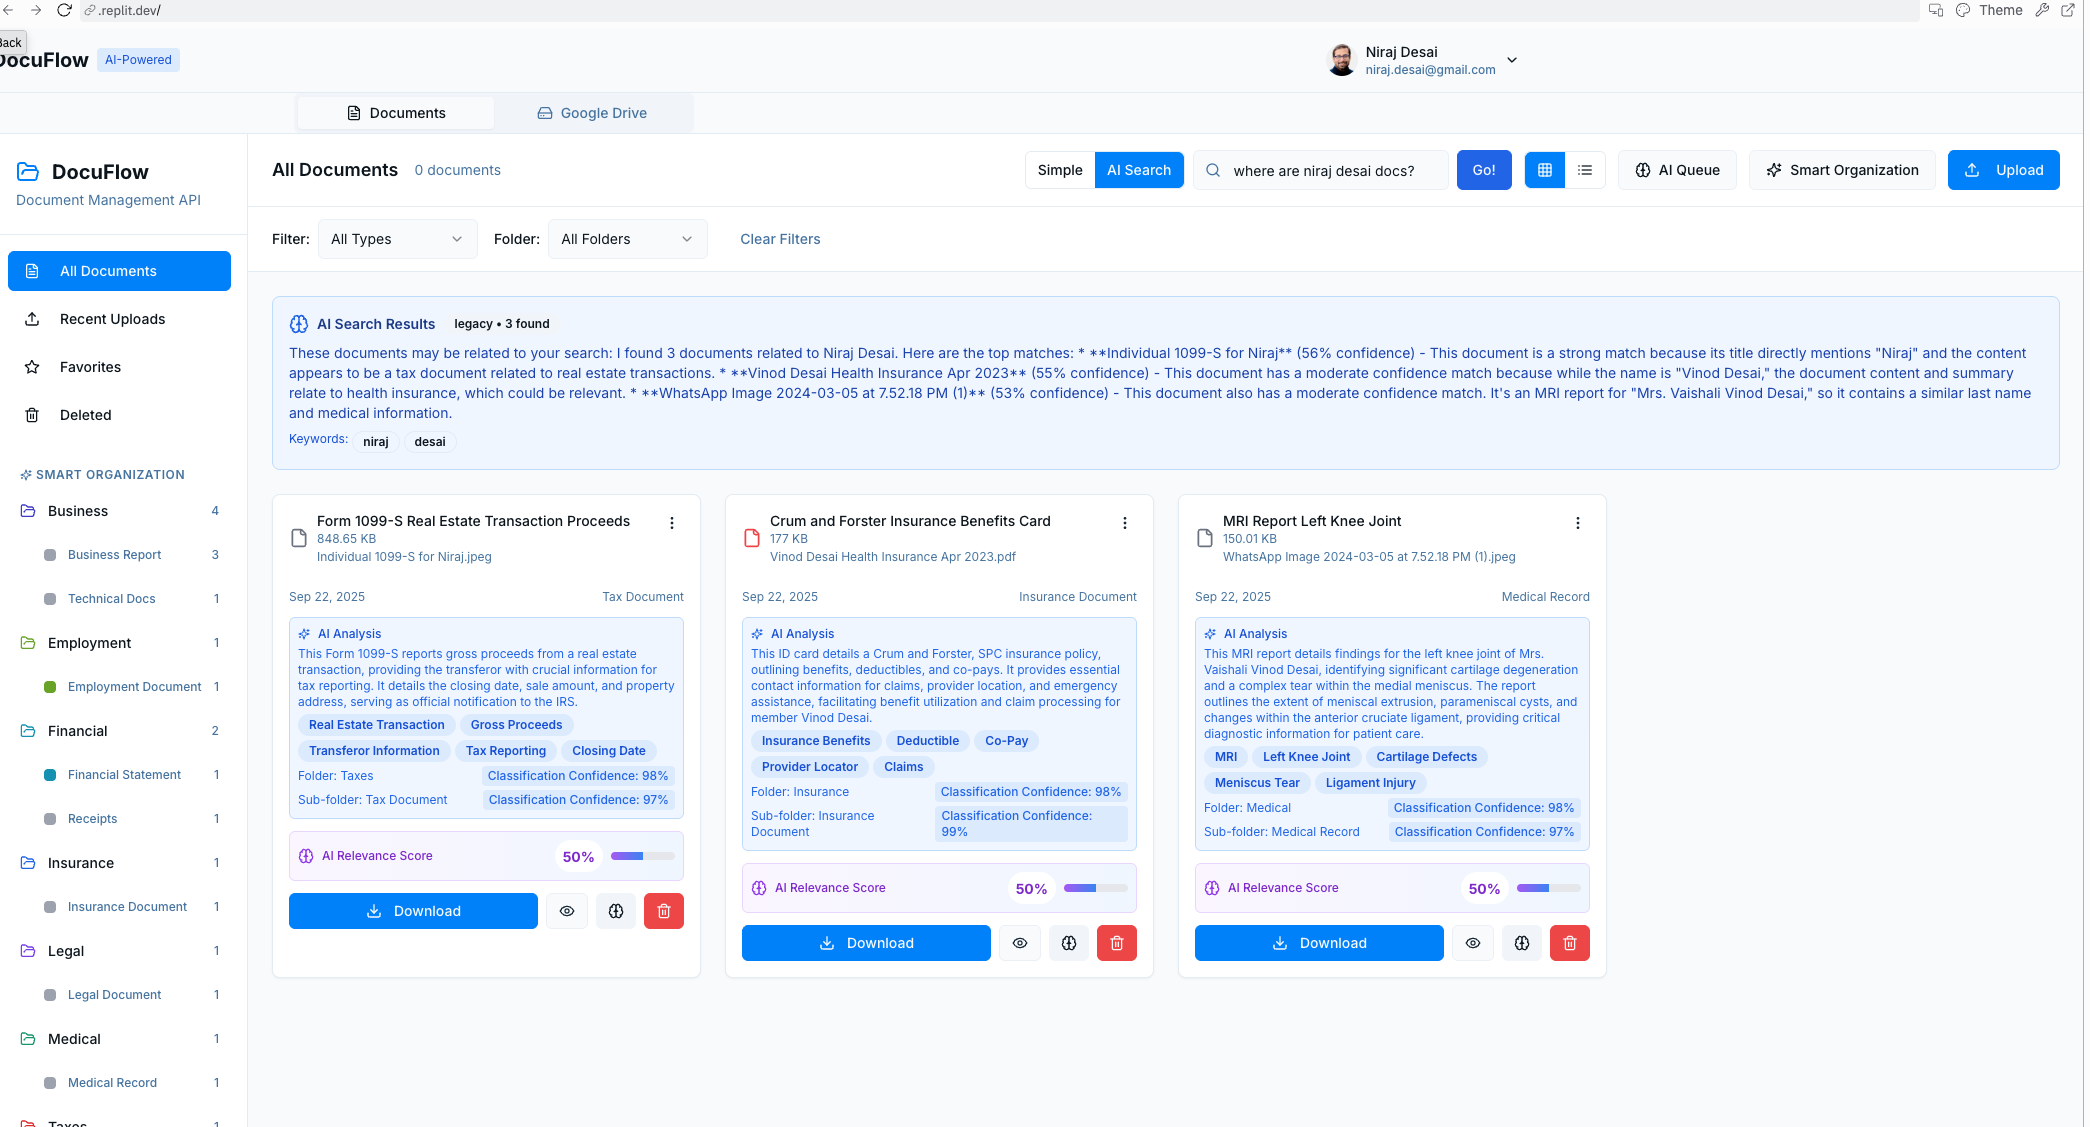 .replit.dev/
Theme
Back
DocuFlow
AI-Powered
Niraj Desai
niraj.desai@gmail.com
Documents
Google Drive
DocuFlow
Document Management API
All Documents
0 documents
Simple
AI Search
where are niraj desai docs?
Go!
AI Queue
Smart Organization
Upload
Filter:
All Types
Folder:
All Folders
Clear Filters
All Documents
Recent Uploads
Favorites
Deleted
SMART ORGANIZATION
Business 4
Business Report 3
Technical Docs 1
Employment 1
Employment Document 1
Financial 2
Financial Statement 1
Receipts 1
Insurance 1
Insurance Document 1
Legal 1
Legal Document 1
Medical 1
Medical Record 1
Taxes 1
AI Search Results
legacy • 3 found
These documents may be related to your search: I found 3 documents related to Niraj Desai. Here are the top matches: * **Individual 1099-S for Niraj** (56% confidence) - This document is a strong match because its title directly mentions "Niraj" and the content
appears to be a tax document related to real estate transactions. * **Vinod Desai Health Insurance Apr 2023** (55% confidence) - This document has a moderate confidence match because while the name is "Vinod Desai," the document content and summary
relate to health insurance, which could be relevant. * **WhatsApp Image 2024-03-05 at 7.52.18 PM (1)** (53% confidence) - This document also has a moderate confidence match. It's an MRI report for "Mrs. Vaishali Vinod Desai," so it contains a similar last name
and medical information.
Keywords:
niraj
desai
Form 1099-S Real Estate Transaction Proceeds
848.65 KB
Individual 1099-S for Niraj.jpeg
Sep 22, 2025
Tax Document
AI Analysis
This Form 1099-S reports gross proceeds from a real estate
transaction, providing the transferor with crucial information for
tax reporting. It details the closing date, sale amount, and property
address, serving as official notification to the IRS.
Real Estate Transaction
Gross Proceeds
Transferor Information
Tax Reporting
Closing Date
Folder: Taxes
Classification Confidence: 98%
Sub-folder: Tax Document
Classification Confidence: 97%
AI Relevance Score
50%
Download
Crum and Forster Insurance Benefits Card
177 KB
Vinod Desai Health Insurance Apr 2023.pdf
Sep 22, 2025
Insurance Document
AI Analysis
This ID card details a Crum and Forster, SPC insurance policy,
outlining benefits, deductibles, and co-pays. It provides essential
contact information for claims, provider location, and emergency
assistance, facilitating benefit utilization and claim processing for
member Vinod Desai.
Insurance Benefits
Deductible
Co-Pay
Provider Locator
Claims
Folder: Insurance
Classification Confidence: 98%
Sub-folder: Insurance
Document
Classification Confidence:
99%
AI Relevance Score
50%
Download
MRI Report Left Knee Joint
150.01 KB
WhatsApp Image 2024-03-05 at 7.52.18 PM (1).jpeg
Sep 22, 2025
Medical Record
AI Analysis
This MRI report details findings for the left knee joint of Mrs.
Vaishali Vinod Desai, identifying significant cartilage degeneration
and a complex tear within the medial meniscus. The report
outlines the extent of meniscal extrusion, parameniscal cysts, and
changes within the anterior cruciate ligament, providing critical
diagnostic information for patient care.
MRI
Left Knee Joint
Cartilage Defects
Meniscus Tear
Ligament Injury
Folder: Medical
Classification Confidence: 98%
Sub-folder: Medical Record
Classification Confidence: 97%
AI Relevance Score
50%
Download